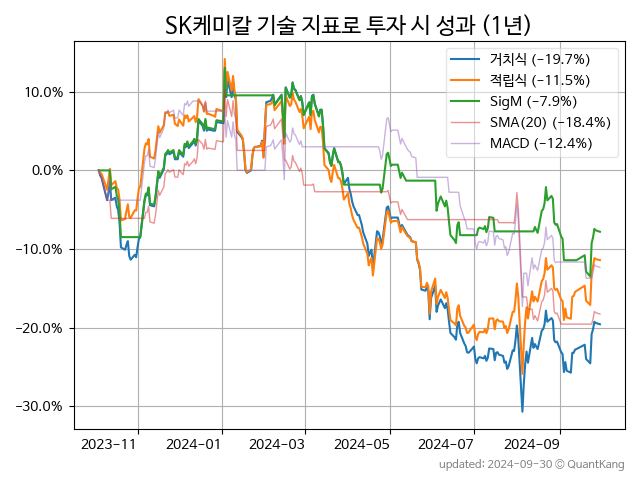 SK케미칼 기술 지표로 투자 시 성과 (1년)
거치식 (−19.7%)
적립식 (−11.5%)
SigM (−7.9%)
SMA(20) (−18.4%)
MACD (−12.4%)
10.0%
0.0%
−10.0%
−20.0%
−30.0%
2023-11
2024-01
2024-03
2024-05
2024-07
2024-09
updated: 2024-09-30 © QuantKang